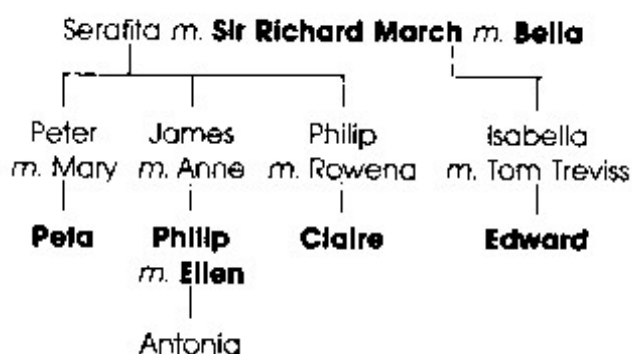 Serafita m. Sir Richard March m. Bella
Peter James Philip Isabella
m. Mary m. Anne m. Rowena m. Tom Treviss
Peta Philip Claire Edward
m. Ellen
Antonia